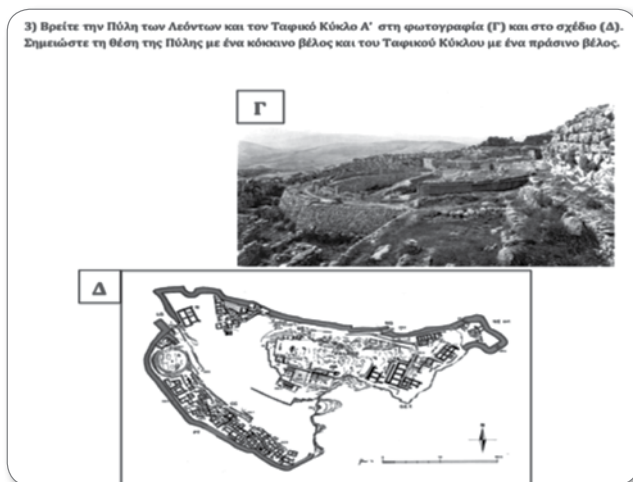 3) Βρείτε την Πύλη των Λεόντων και τον Ταφικό Κύκλο Α' στη φωτογραφία (Γ) και στο σχέδιο (Δ).
Σημειώστε τη θέση της Πύλης με ένα κόκκινο βέλος και του Ταφικού Κύκλου με ένα πράσινο βέλος.
Γ
Δ